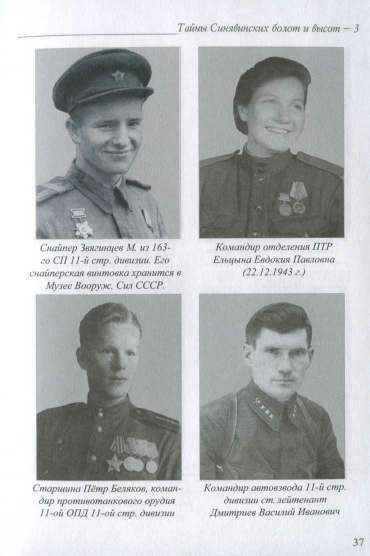 Тайны Синявинских болот и высот – 3
Снайпер Звягинцев М. из 163-
го СП 11-й стр. дивизии. Его
снайперская винтовка хранится в
Музее Вооруж. Сил СССР.
Командир отделения ПТР
Ельцына Евдокия Павловна
(22.12.1943 г.)
Старшина Пётр Беляков, коман-
дир противотанкового орудия
11-ой ОПД 11-ой стр. дивизии
Командир автовзвода 11-й стр.
дивизии ст. лейтенант
Дмитриев Василий Иванович
37